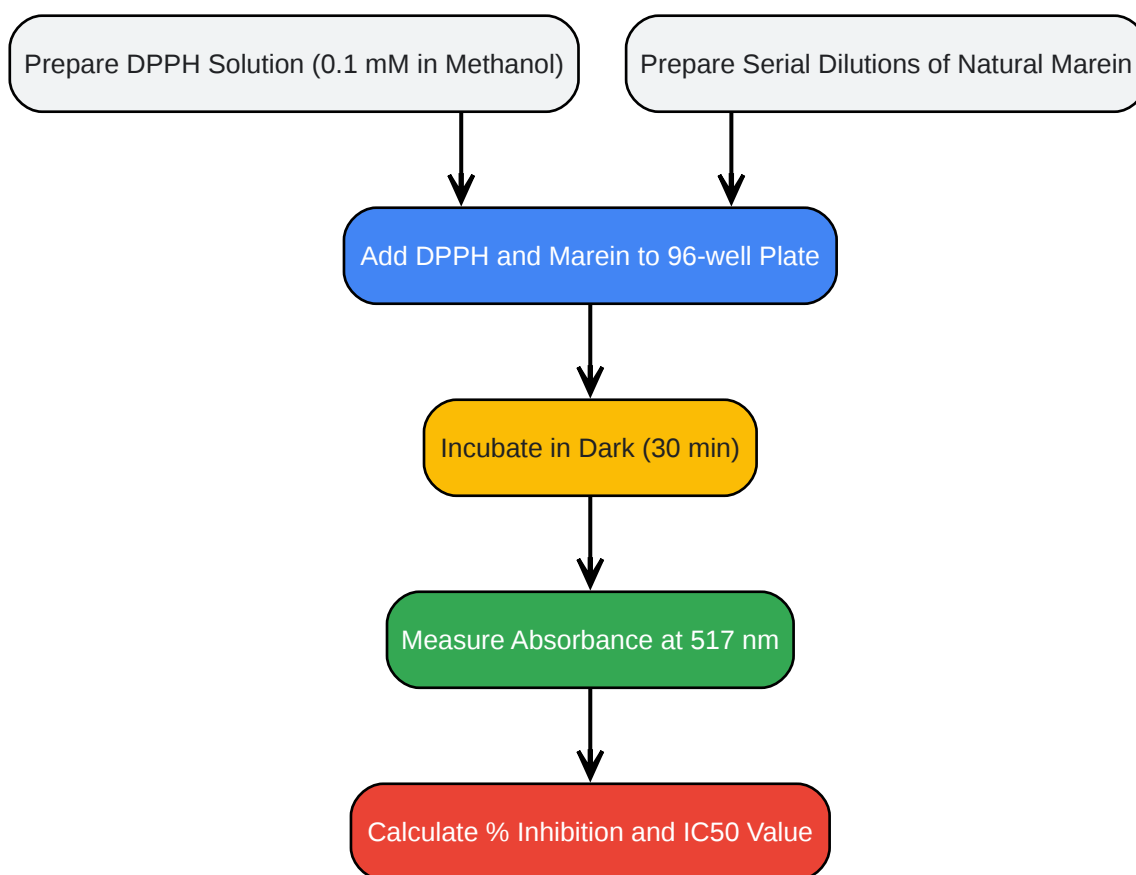 Prepare DPPH Solution (0.1 mM in Methanol)
Prepare Serial Dilutions of Natural Marein
Add DPPH and Marein to 96-well Plate
Incubate in Dark (30 min)
Measure Absorbance at 517 nm
Calculate % Inhibition and IC50 Value